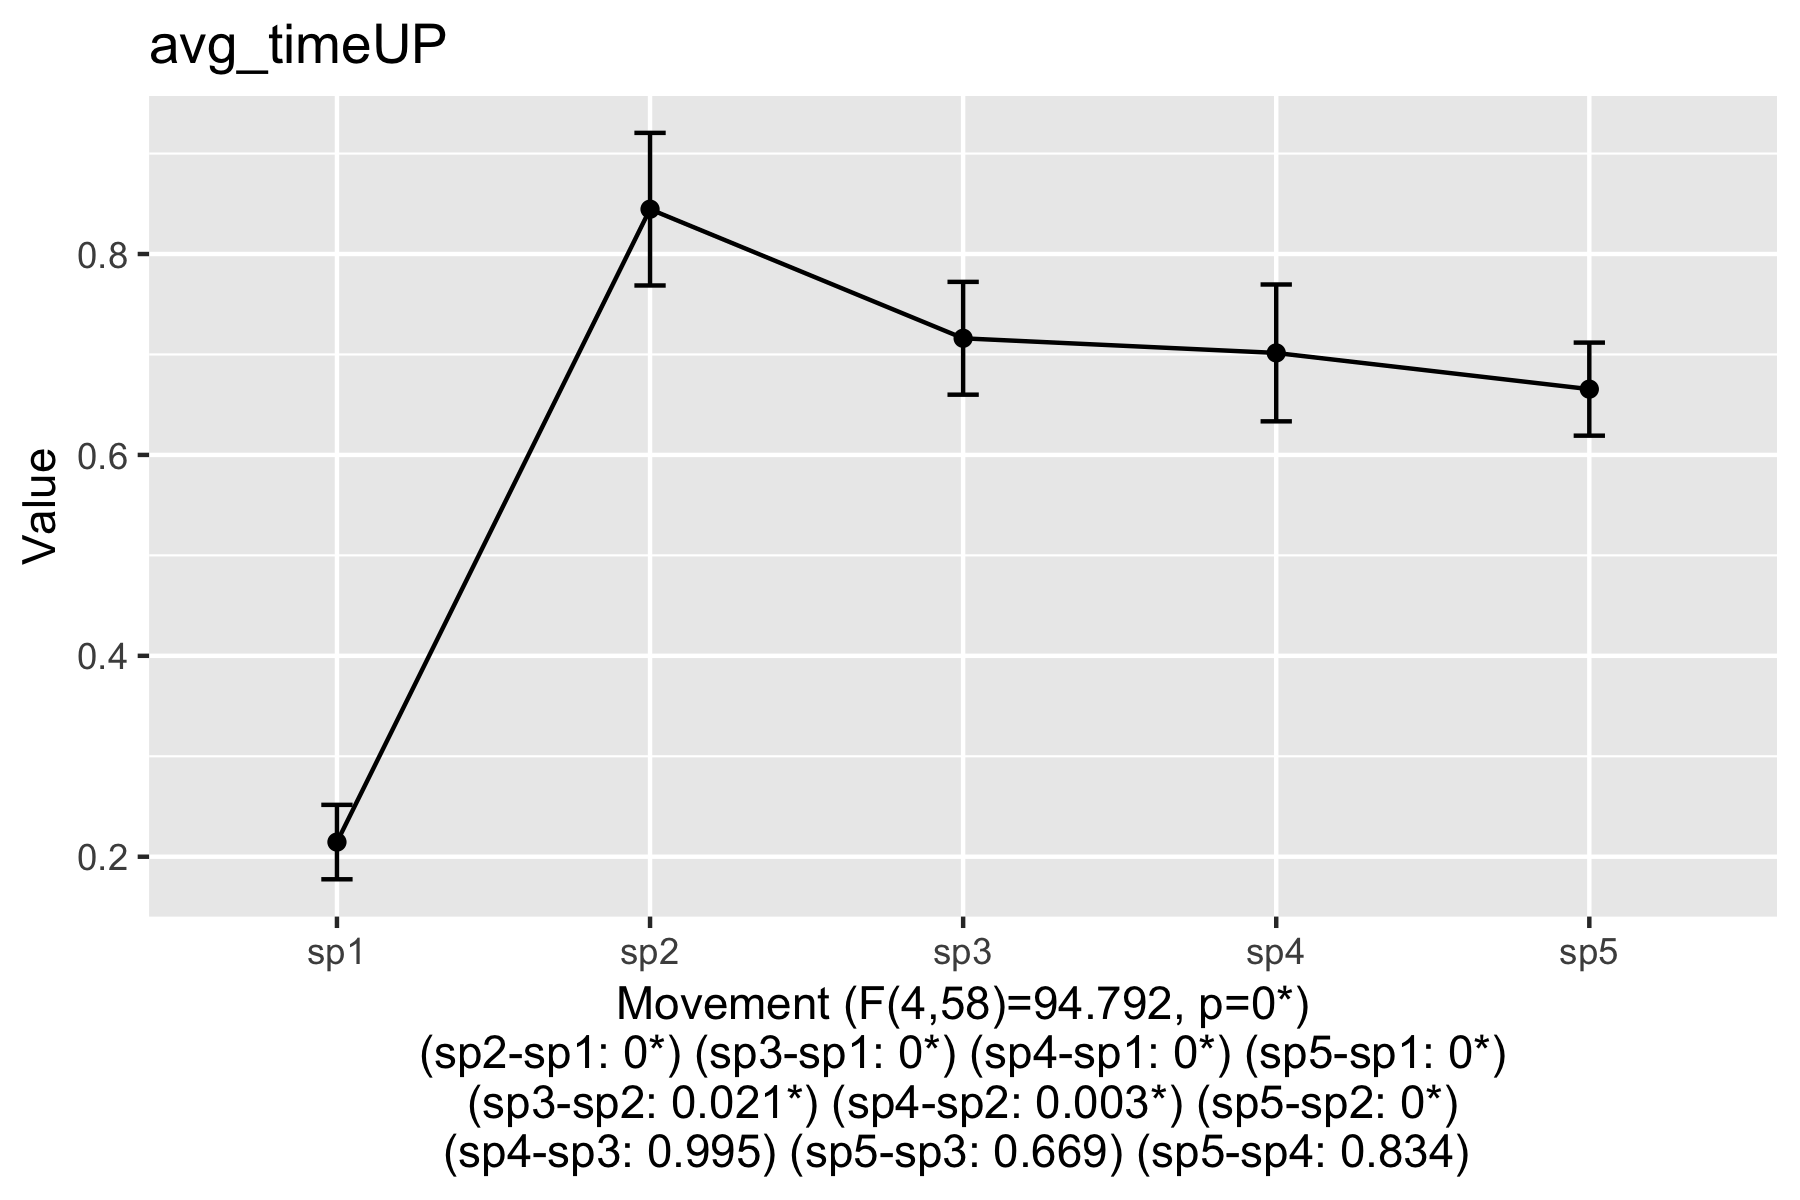 avg_timeUP
Value
0.8
0.6
0.4
0.2
sp1 sp2 sp3 sp4 sp5
Movement (F(4,58)=94.792, p=0*)
(sp2-sp1: 0*) (sp3-sp1: 0*) (sp4-sp1: 0*) (sp5-sp1: 0*)
(sp3-sp2: 0.021*) (sp4-sp2: 0.003*) (sp5-sp2: 0*)
(sp4-sp3: 0.995) (sp5-sp3: 0.669) (sp5-sp4: 0.834)